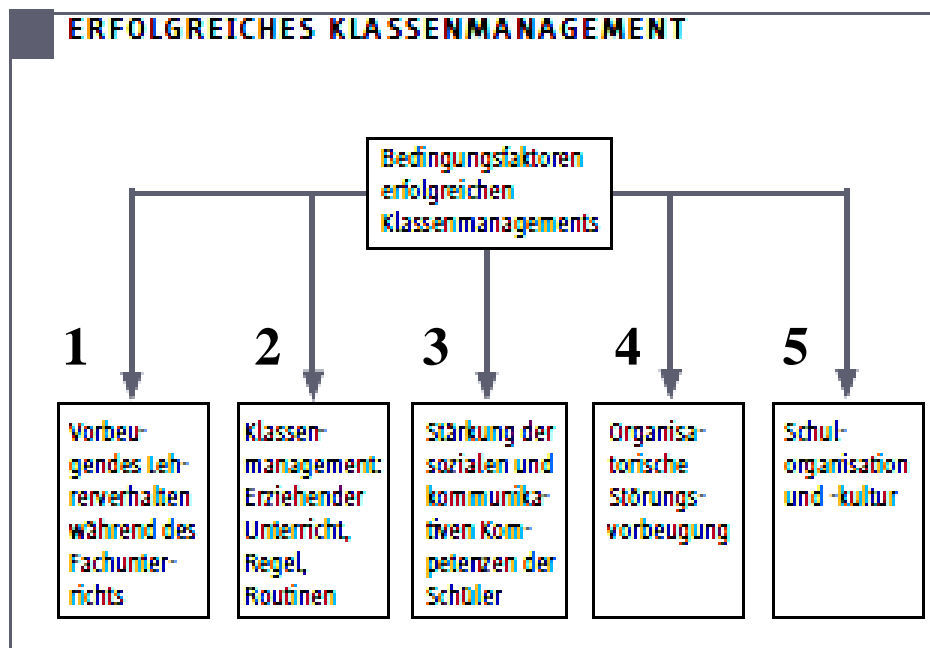 ERFOLGREICHES KLASSENMANAGEMENT
Bedingungsfaktoren
erfolgreichen
Klassenmanagements
1
2
3
4
5
Vorbeu-
gendes Leh-
rerverhalten
während des
Fachunter-
richts
Klassen-
management:
Erziehender
Unterricht,
Regel,
Routinen
Stärkung der
sozialen und
kommunika-
tiven Kom-
petenzen der
Schüler
Organisa-
torische
Störungs-
vorbeugung
Schul-
organisation
und -kultur